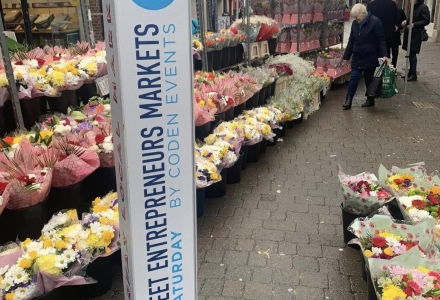 EET ENTREPRENEURS MARKETS
SATURDAY BY CODEN EVENTS